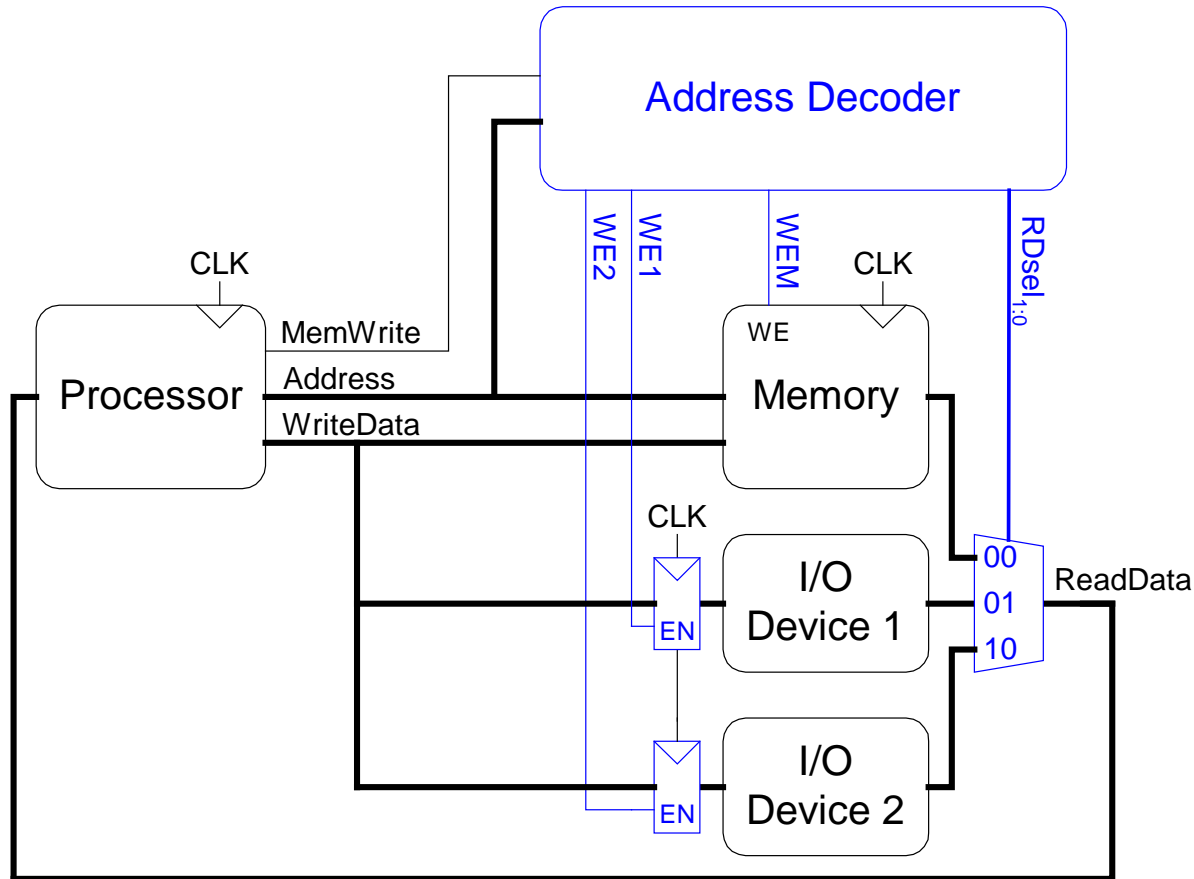 Address Decoder
WE2
WE1
WEM
RDsel1:0
CLK
CLK
MemWrite
WE
Processor
Address
Memory
WriteData
CLK
00
I/O
Device 1
ReadData
01
EN
10
I/O
Device 2
EN